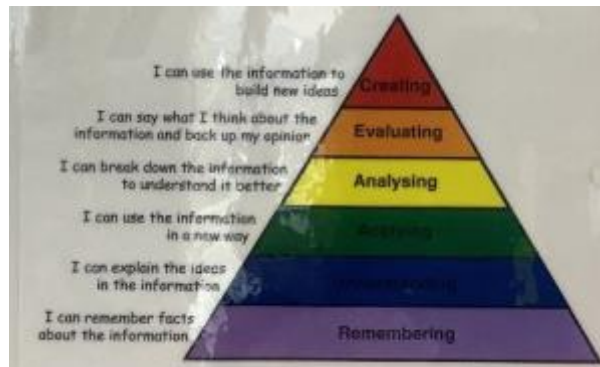 I can use the information to
build new ideas
Creating
I can say what I think about the
information and back up my opinion
Evaluating
I can break down the information
to understand it better
Analysing
I can use the information
in a new way
Applying
I can explain the ideas
in the information
Understanding
I can remember facts
about the information
Remembering